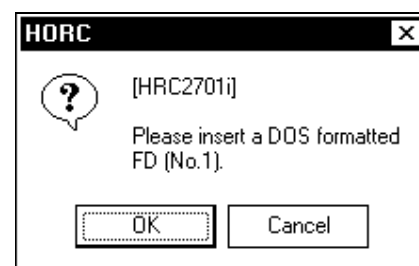 HORC
[HRC2701i]
Please insert a DOS formatted
FD (No.1).
OK
Cancel